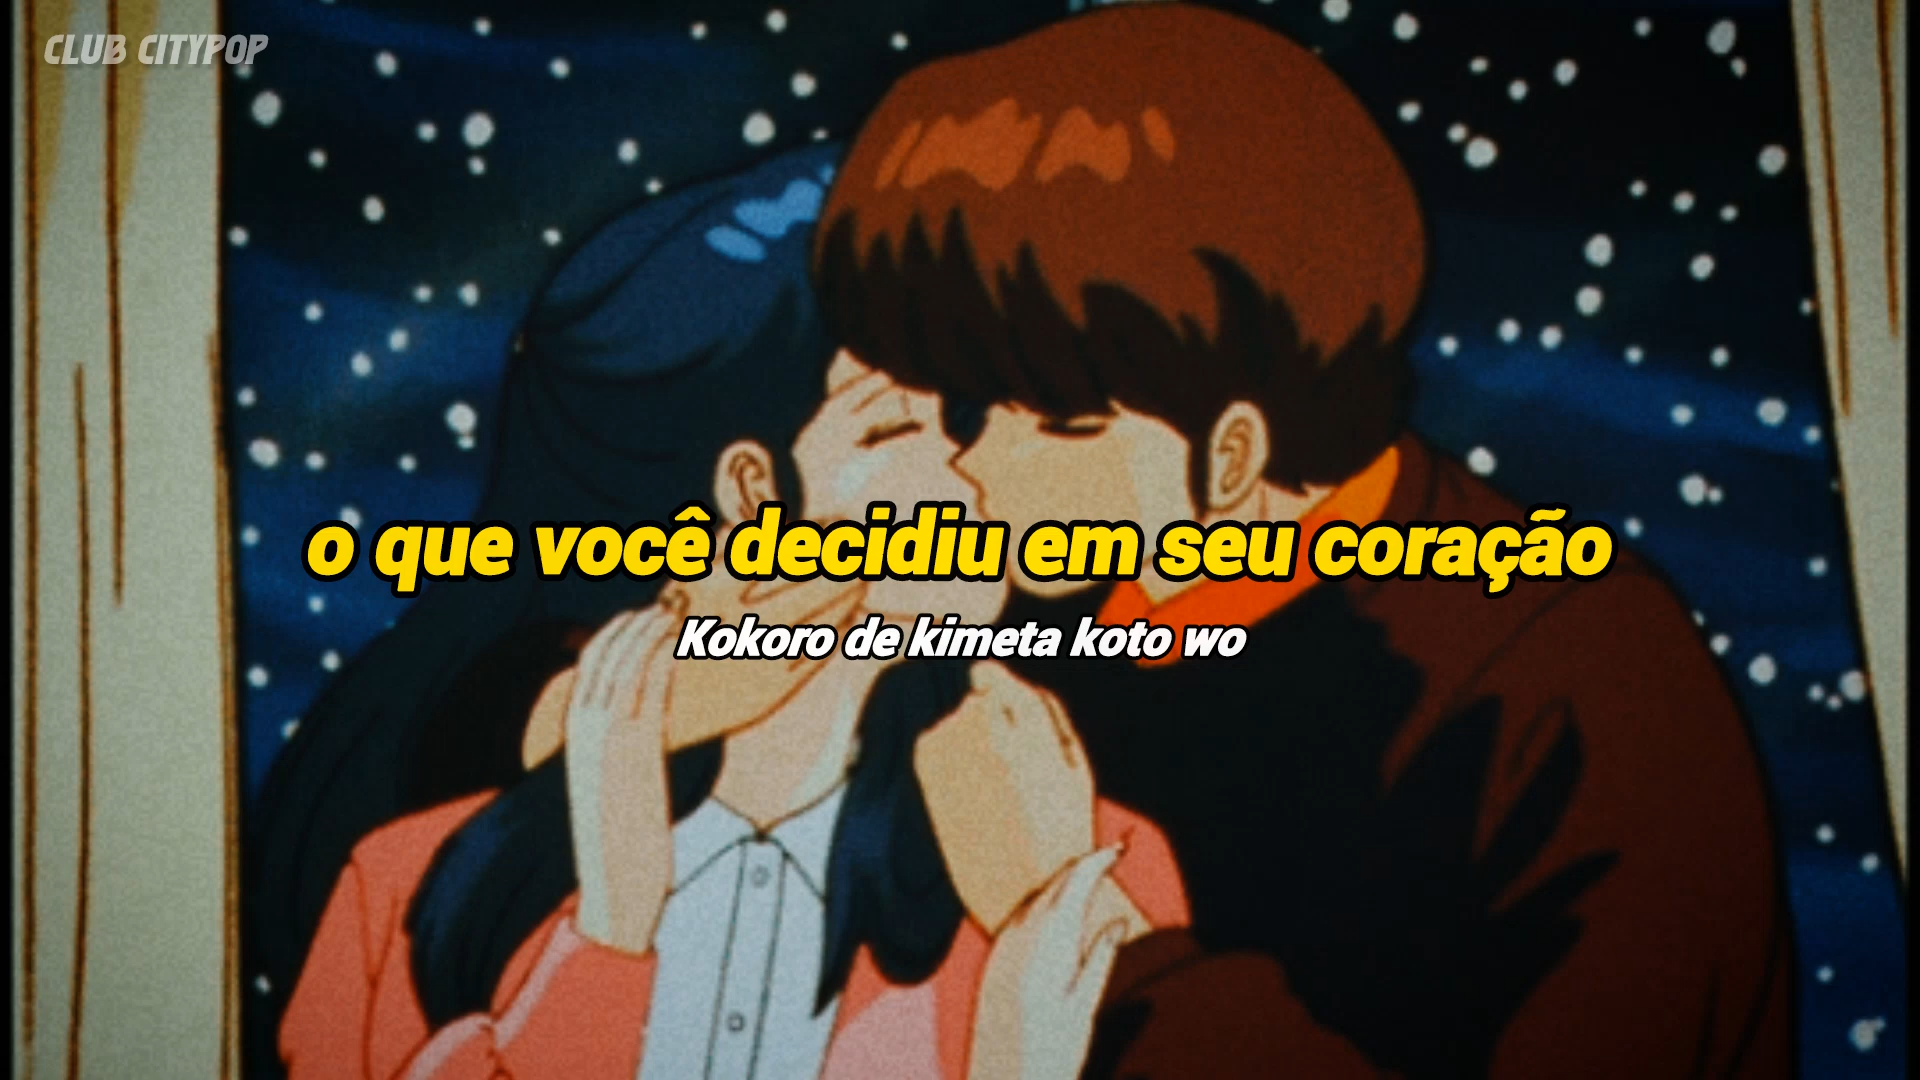 CLUB CITYPOP
o que você decidiu em seu coração
Kokoro de kimeta koto wo